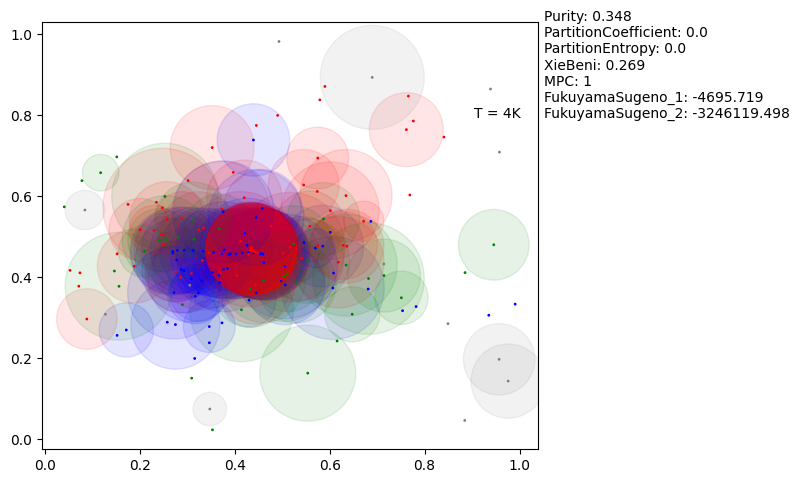 Purity: 0.348
PartitionCoefficient: 0.0
PartitionEntropy: 0.0
XieBeni: 0.269
MPC: 1
FukuyamaSugeno_1: -4695.719
FukuyamaSugeno_2: -3246119.498
T = 4K
1.0
0.8
0.6
0.4
0.2
0.0
0.0 0.2 0.4 0.6 0.8 1.0